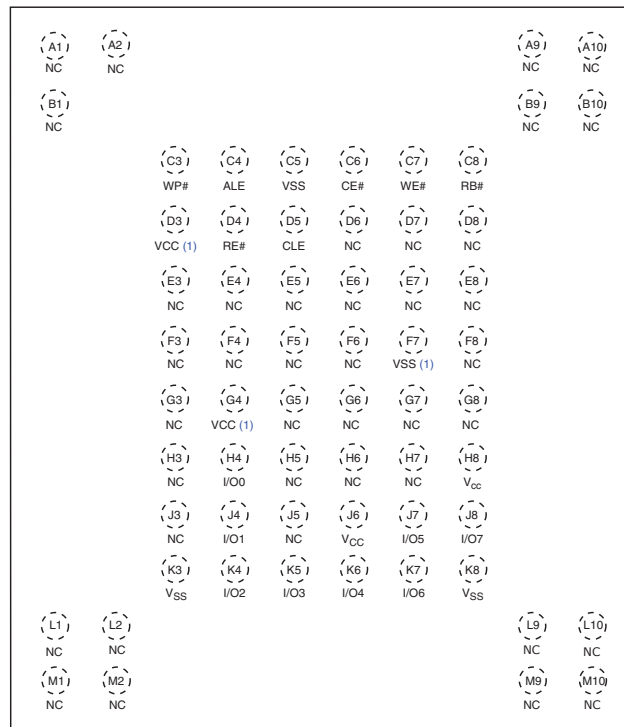 A1 A2 A9 A10
NC NC NC NC
B1 B9 B10
NC NC NC
C3 C4 C5 C6 C7 C8
WP# ALE VSS CE# WE# RB#
D3 D4 D5 D6 D7 D8
VCC (1) RE# CLE NC NC NC
E3 E4 E5 E6 E7 E8
NC NC NC NC NC NC
F3 F4 F5 F6 F7 F8
NC NC NC NC VSS (1) NC
G3 G4 G5 G6 G7 G8
NC VCC (1) NC NC NC NC
H3 H4 H5 H6 H7 H8
NC I/O0 NC NC NC Vcc
J3 J4 J5 J6 J7 J8
NC I/O1 NC VCC I/O5 I/O7
K3 K4 K5 K6 K7 K8
VSS I/O2 I/O3 I/O4 I/O6 VSS
L1 L2 L9 L10
NC NC NC NC
M1 M2 M9 M10
NC NC NC NC